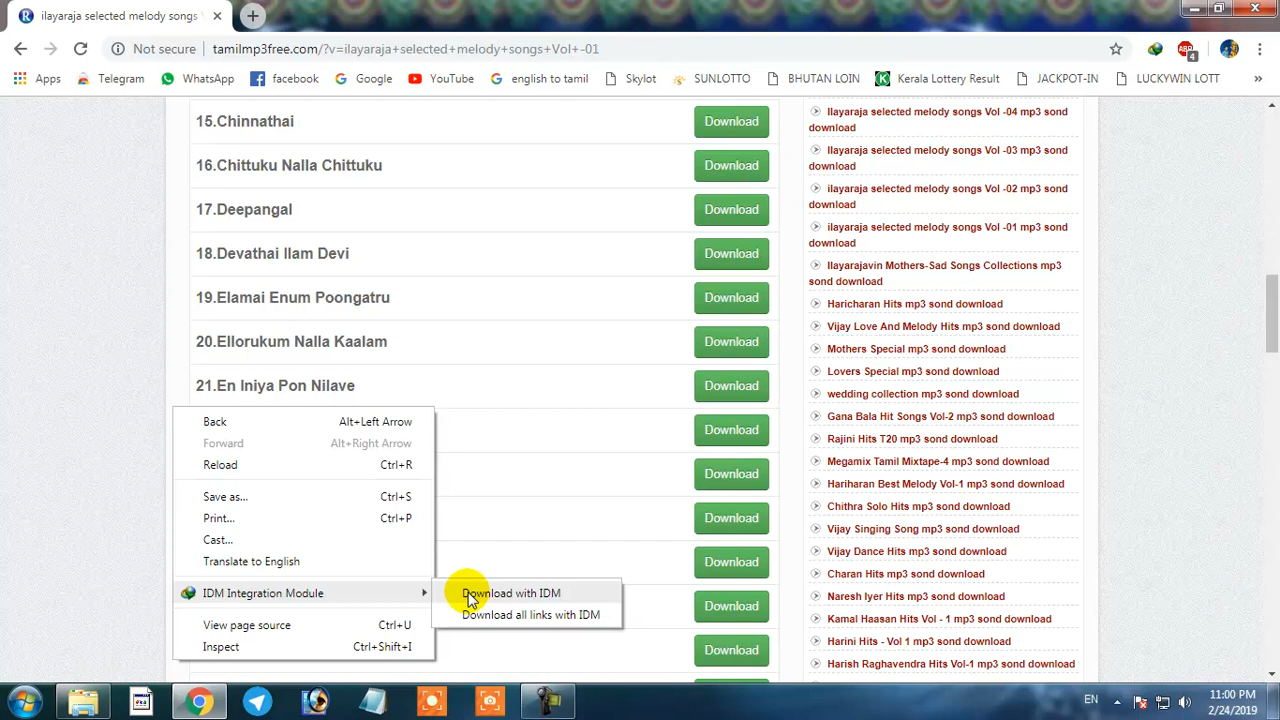 ilayaraja selected melody songs
Not secure
tamilmp3free.com/?v=ilayaraja+selected+melody+songs+Vol+-01
4
Apps
Telegram
WhatsApp
facebook
Google
YouTube
english to tamil
Skylot
SUNLOTTO
BHUTAN LOIN
Kerala Lottery Result
JACKPOT-IN
LUCKYWIN LOTT
»
15.Chinnathai
Download
16.Chittuku Nalla Chittuku
Download
17.Deepangal
Download
18.Devathai Ilam Devi
Download
19.Elamai Enum Poongatru
Download
20.Ellorukum Nalla Kaalam
Download
21.En Iniya Pon Nilave
Download
Download
Download
Download
Download
Download
Download
Back Alt+Left Arrow
Forward Alt+Right Arrow
Reload Ctrl+R
Save as... Ctrl+S
Print... Ctrl+P
Cast...
Translate to English
IDM Integration Module
View page source Ctrl+U
Inspect Ctrl+Shift+I
Download with IDM
Download all links with IDM
Ilayaraja selected melody songs Vol -04 mp3 sond
download
Ilayaraja selected melody songs Vol -03 mp3 sond
download
ilayaraja selected melody songs Vol -02 mp3 sond
download
ilayaraja selected melody songs Vol -01 mp3 sond
download
Ilayarajavin Mothers-Sad Songs Collections mp3
sond download
Haricharan Hits mp3 sond download
Vijay Love And Melody Hits mp3 sond download
Mothers Special mp3 sond download
Lovers Special mp3 sond download
wedding collection mp3 sond download
Gana Bala Hit Songs Vol-2 mp3 sond download
Rajini Hits T20 mp3 sond download
Megamix Tamil Mixtape-4 mp3 sond download
Hariharan Best Melody Vol-1 mp3 sond download
Chithra Solo Hits mp3 sond download
Vijay Singing Song mp3 sond download
Vijay Dance Hits mp3 sond download
Charan Hits mp3 sond download
Naresh Iyer Hits mp3 sond download
Kamal Haasan Hits Vol - 1 mp3 sond download
Harini Hits - Vol 1 mp3 sond download
Harish Raghavendra Hits Vol-1 mp3 sond download
EN
11:00 PM
2/24/2019